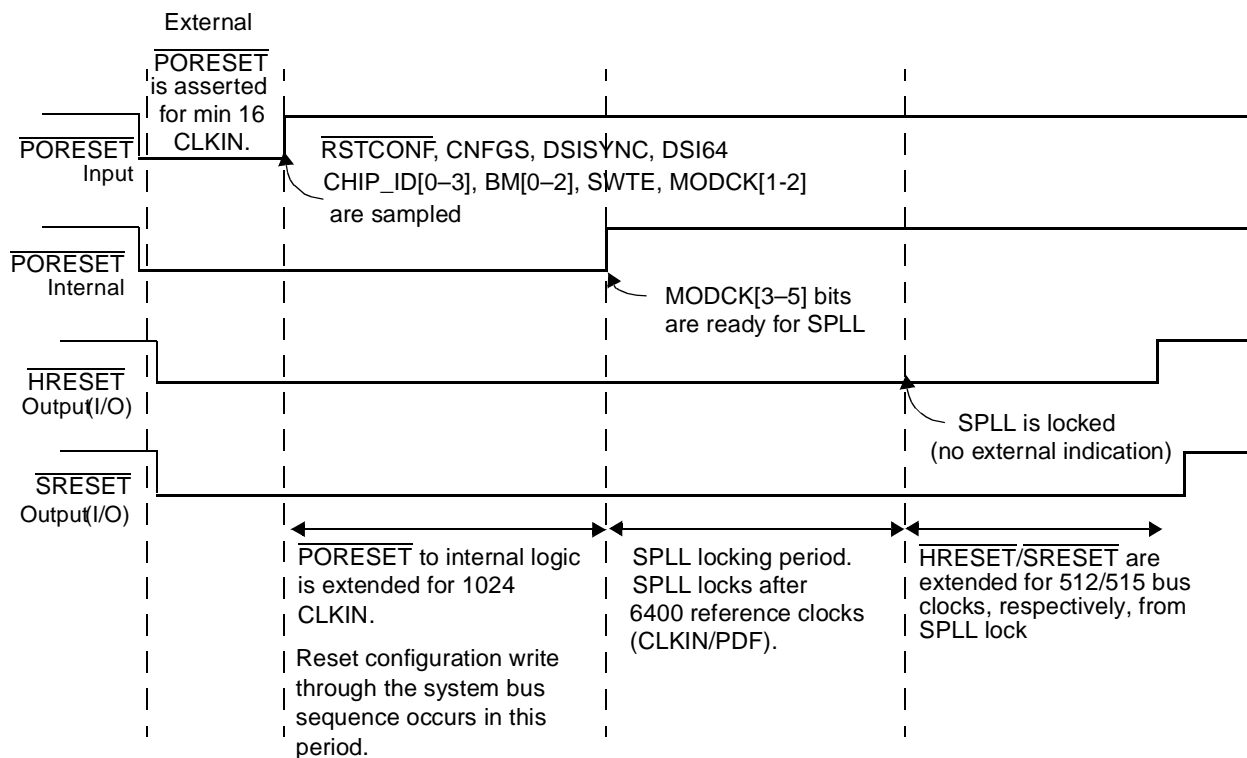 External
PORESET
is asserted
for min 16
CLKIN.
PORESET
Input
RSTCONF, CNFGS, DSISYNC, DSI64
CHIP_ID[0–3], BM[0–2], SWTE, MODCK[1-2]
are sampled
PORESET
Internal
MODCK[3–5] bits
are ready for SPLL
HRESET
Output(I/O)
SPLL is locked
(no external indication)
SRESET
Output(I/O)
PORESET to internal logic
is extended for 1024
CLKIN.
Reset configuration write
through the system bus
sequence occurs in this
period.
SPLL locking period.
SPLL locks after
6400 reference clocks
(CLKIN/PDF).
HRESET/SRESET are
extended for 512/515 bus
clocks, respectively, from
SPLL lock